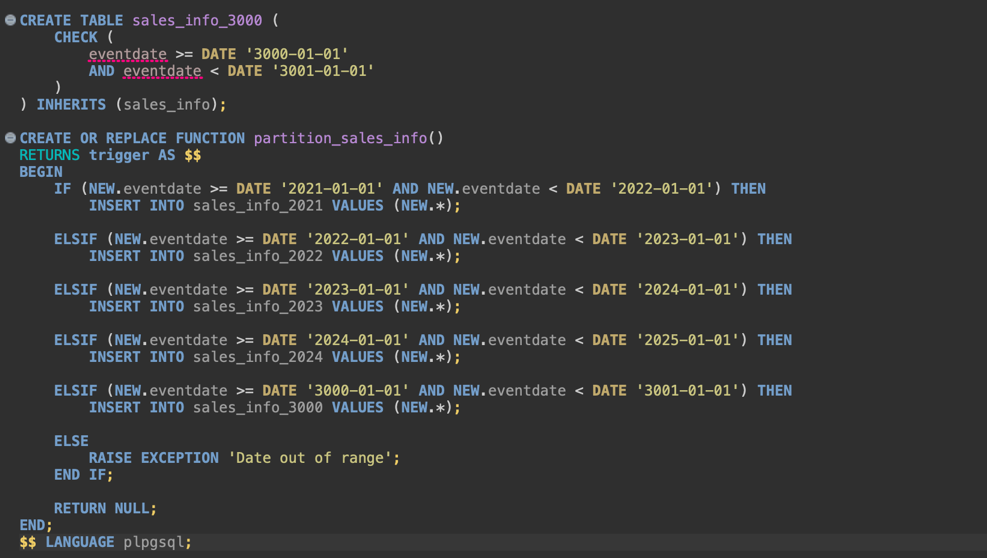 CREATE TABLE sales_info_3000 (
    CHECK (
        eventdate >= DATE '3000-01-01'
        AND eventdate < DATE '3001-01-01'
    )
) INHERITS (sales_info);

CREATE OR REPLACE FUNCTION partition_sales_info()
RETURNS trigger AS $$
BEGIN
    IF (NEW.eventdate >= DATE '2021-01-01' AND NEW.eventdate < DATE '2022-01-01') THEN
        INSERT INTO sales_info_2021 VALUES (NEW.*);

    ELSIF (NEW.eventdate >= DATE '2022-01-01' AND NEW.eventdate < DATE '2023-01-01') THEN
        INSERT INTO sales_info_2022 VALUES (NEW.*);

    ELSIF (NEW.eventdate >= DATE '2023-01-01' AND NEW.eventdate < DATE '2024-01-01') THEN
        INSERT INTO sales_info_2023 VALUES (NEW.*);

    ELSIF (NEW.eventdate >= DATE '2024-01-01' AND NEW.eventdate < DATE '2025-01-01') THEN
        INSERT INTO sales_info_2024 VALUES (NEW.*);

    ELSIF (NEW.eventdate >= DATE '3000-01-01' AND NEW.eventdate < DATE '3001-01-01') THEN
        INSERT INTO sales_info_3000 VALUES (NEW.*);

    ELSE
        RAISE EXCEPTION 'Date out of range';
    END IF;

    RETURN NULL;
END;
$$ LANGUAGE plpgsql;